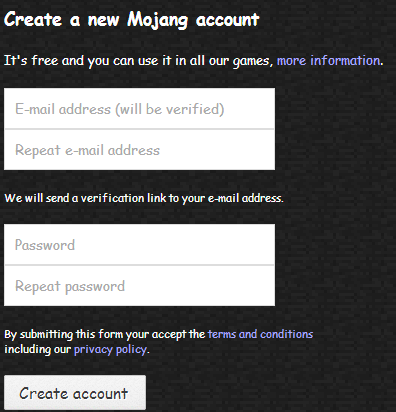 Create a new Mojang account
It's free and you can use it in all our games, more information.
E-mail address (will be verified)
Repeat e-mail address
We will send a verification link to your e-mail address.
Password
Repeat password
By submitting this form your accept the terms and conditions
including our privacy policy.
Create account